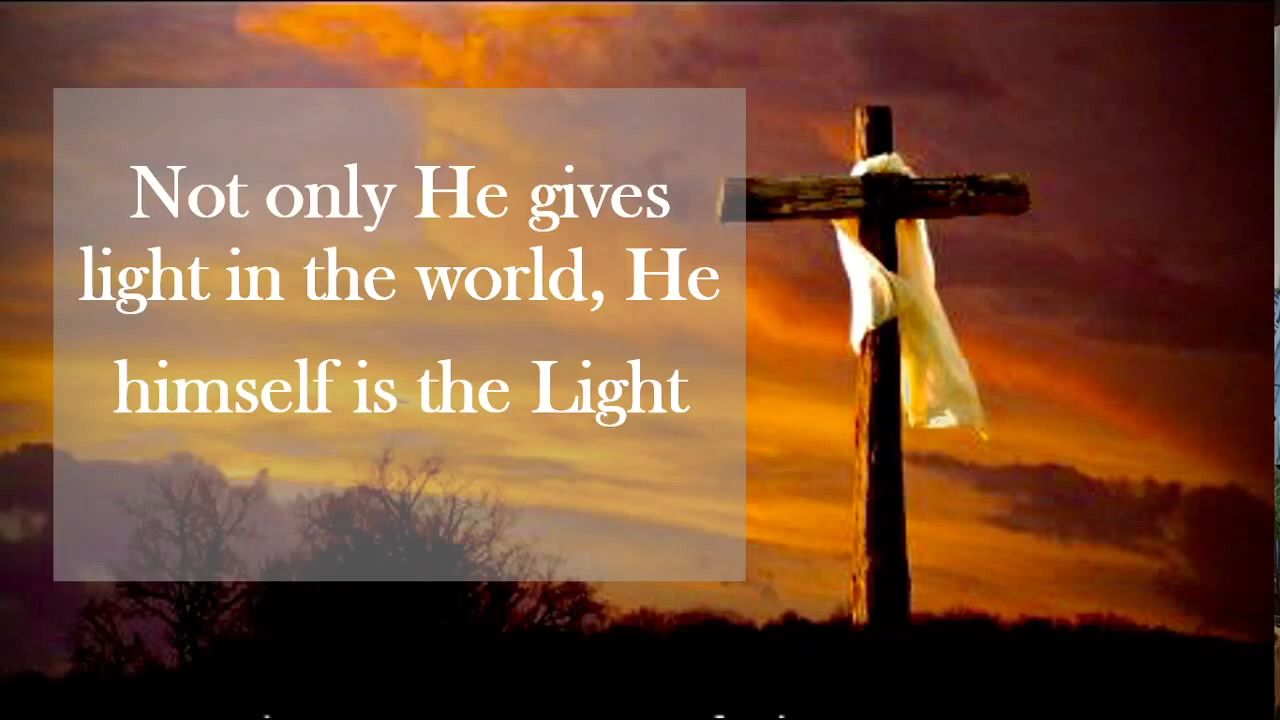 Not only He gives
light in the world, He
himself is the Light